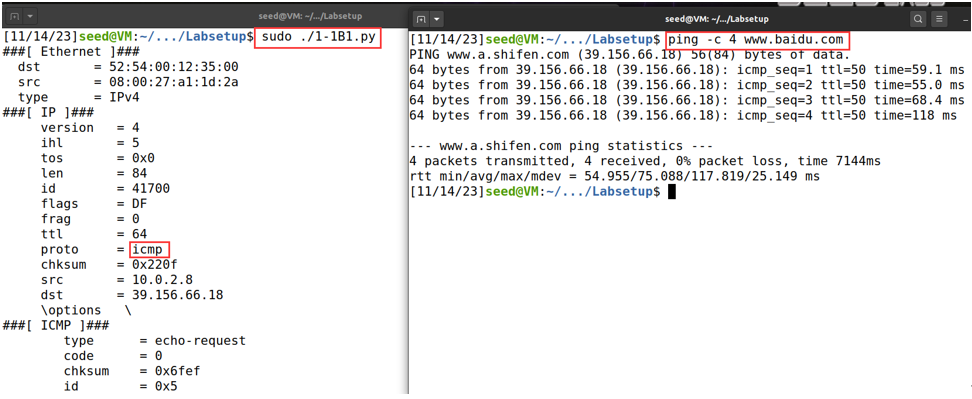 seed@VM: ~/.../Labsetup
[11/14/23]seed@VM:~/.../Labsetup$ sudo ./1-1B1.py
###[ Ethernet ]###
  dst       = 52:54:00:12:35:00
  src       = 08:00:27:a1:1d:2a
  type      = IPv4
###[ IP ]###
     version   = 4
     ihl       = 5
     tos       = 0x0
     len       = 84
     id        = 41700
     flags     = DF
     frag      = 0
     ttl       = 64
     proto     = icmp
     chksum    = 0x220f
     src       = 10.0.2.8
     dst       = 39.156.66.18
     \options   \
###[ ICMP ]###
        type      = echo-request
        code      = 0
        chksum    = 0x6fef
        id        = 0x5
seed@VM: ~/.../Labsetup
[11/14/23]seed@VM:~/.../Labsetup$ ping -c 4 www.baidu.com
PING www.a.shifen.com (39.156.66.18) 56(84) bytes of data.
64 bytes from 39.156.66.18 (39.156.66.18): icmp_seq=1 ttl=50 time=59.1 ms
64 bytes from 39.156.66.18 (39.156.66.18): icmp_seq=2 ttl=50 time=55.0 ms
64 bytes from 39.156.66.18 (39.156.66.18): icmp_seq=3 ttl=50 time=68.4 ms
64 bytes from 39.156.66.18 (39.156.66.18): icmp_seq=4 ttl=50 time=118 ms
--- www.a.shifen.com ping statistics ---
4 packets transmitted, 4 received, 0% packet loss, time 7144ms
rtt min/avg/max/mdev = 54.955/75.088/117.819/25.149 ms
[11/14/23]seed@VM:~/.../Labsetup$